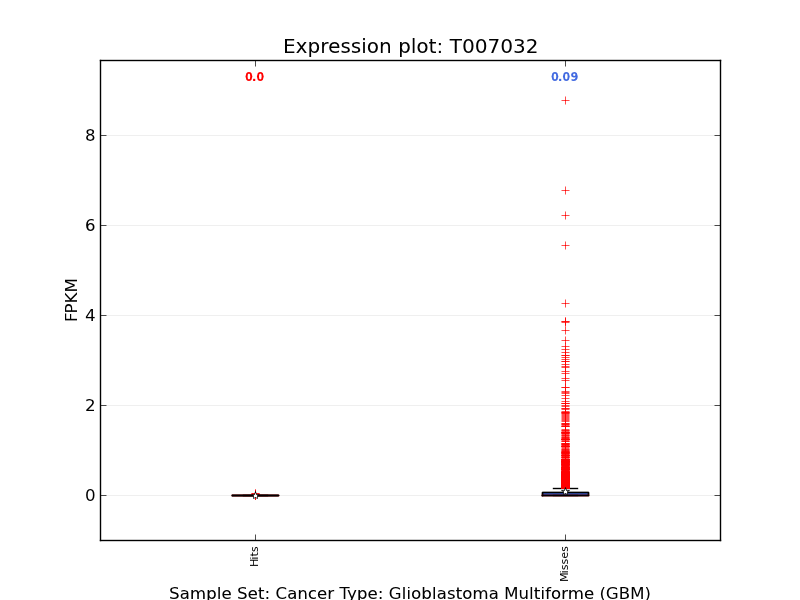 Expression plot: T007032
0.0
0.09
8
6
4
2
0
FPKM
Hits
Misses
Sample Set: Cancer Type: Glioblastoma Multiforme (GBM)